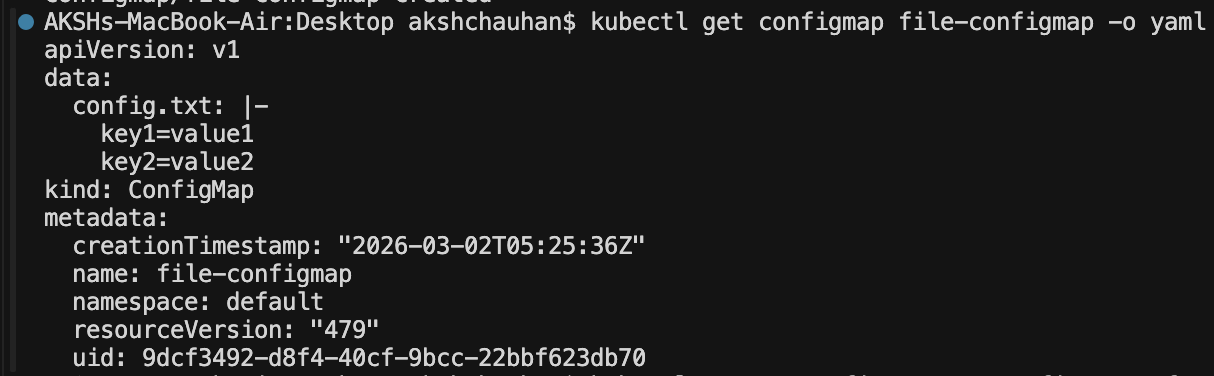 AKSHs-MacBook-Air:Desktop akshchauhan$ kubectl get configmap file-configmap -o yaml
apiVersion: v1
data:
  config.txt: |-
    key1=value1
    key2=value2
kind: ConfigMap
metadata:
  creationTimestamp: "2026-03-02T05:25:36Z"
  name: file-configmap
  namespace: default
  resourceVersion: "479"
  uid: 9dcf3492-d8f4-40cf-9bcc-22bbf623db70